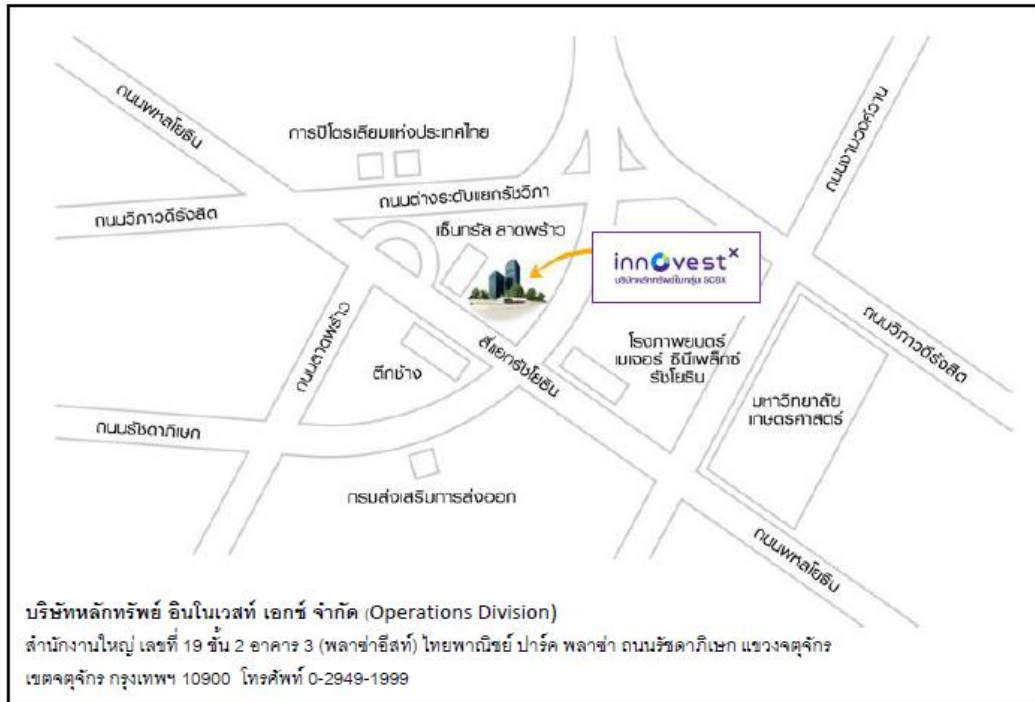 ถนนพหลโยธิน
การปิโตรเลียมแห่งประเทศไทย
ถนนงามวงศ์วาน
ถนนวิภาวดีรังสิต
ถนนต่างระดับแยกรัชวิภา
เซ็นทรัล ลาดพร้าว
innovestx
บริษัทหลักทรัพย์ในกลุ่ม SCBX
ถนนวิภาวดีรังสิต
ถนนลาดพร้าว
ตึกช้าง
สี่แยกรัชโยธิน
โรงภาพยนตร์
เมเจอร์ ซินีเพล็กซ์
รัชโยธิน
มหาวิทยาลัย
เกษตรศาสตร์
ถนนรัชดาภิเษก
กรมส่งเสริมการส่งออก
ถนนพหลโยธิน
บริษัทหลักทรัพย์ อินโนเวสท์ เอกซ์ จำกัด (Operations Division)
สำนักงานใหญ่ เลขที่ 19 ชั้น 2 อาคาร 3 (พลาซ่าอีสท์) ไทยพาณิชย์ ปาร์ค พลาซ่า ถนนรัชดาภิเษก แขวงจตุจักร
เขตจตุจักร กรุงเทพฯ 10900 โทรศัพท์ 0-2949-1999